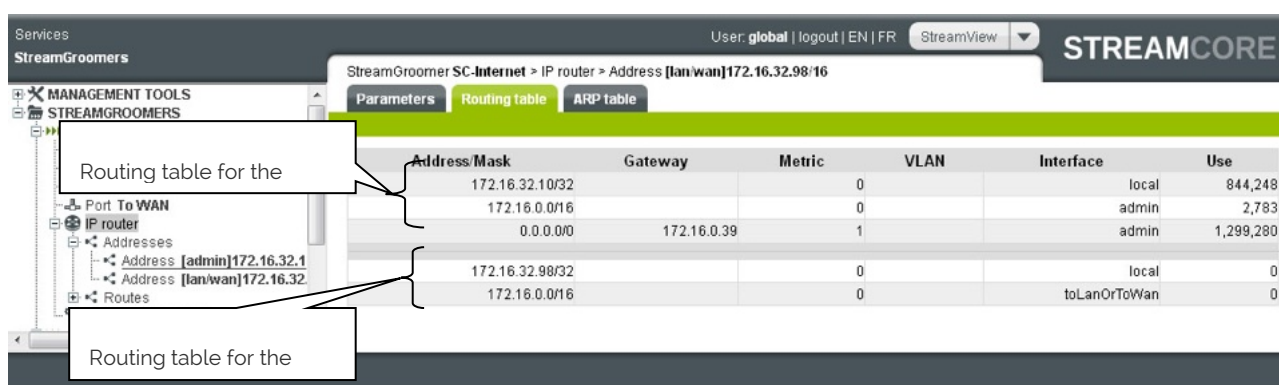 Services
StreamGroomers
User: global | logout | EN | FR
StreamView
STREAMCORE
StreamGroomer SC-Internet > IP router > Address [lan/wan]172.16.32.98/16
Parameters Routing table ARP table
MANAGEMENT TOOLS
STREAMGROOMERS
Port To WAN
IP router
Addresses
Address [admin]172.16.32.1
Address [lan/wan]172.16.32.
Routes
Routing table for the
Routing table for the
Address/Mask Gateway Metric VLAN Interface Use
172.16.32.10/32 0 local 844,248
172.16.0.0/16 0 admin 2,783
0.0.0.0/0 172.16.0.39 1 admin 1,299,280
172.16.32.98/32 0 local 0
172.16.0.0/16 0 toLanOrToWan 0